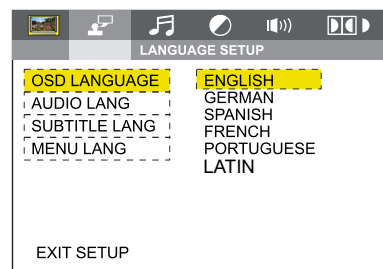 LANGUAGE SETUP
OSD LANGUAGE
AUDIO LANG
SUBTITLE LANG
MENU LANG
ENGLISH
GERMAN
SPANISH
FRENCH
PORTUGUESE
LATIN
EXIT SETUP